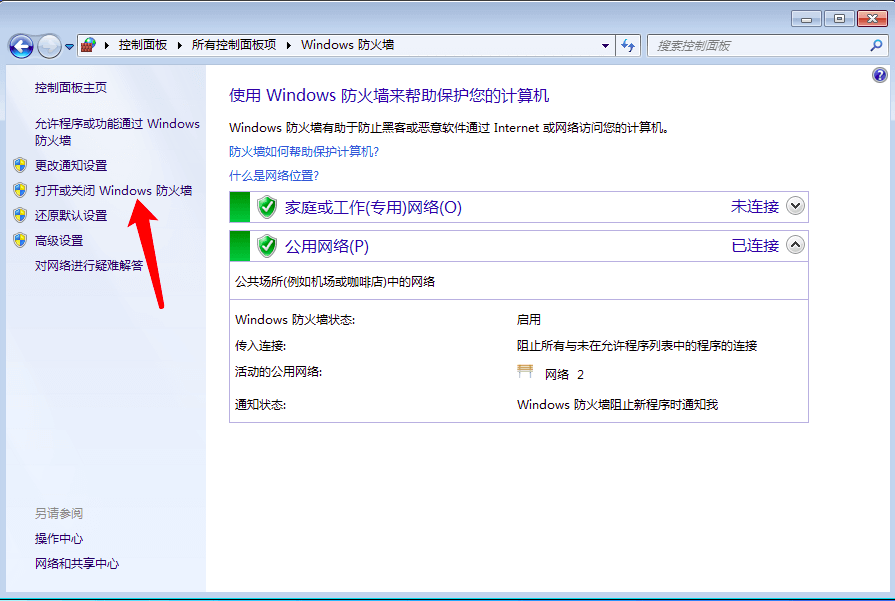 控制面板 所有控制面板项 Windows 防火墙
搜索控制面板
控制面板主页
允许程序或功能通过 Windows
防火墙
更改通知设置
打开或关闭 Windows 防火墙
还原默认设置
高级设置
对网络进行疑难解答
另请参阅
操作中心
网络和共享中心
使用 Windows 防火墙来帮助保护您的计算机
Windows 防火墙有助于防止黑客或恶意软件通过 Internet 或网络访问您的计算机。
防火墙如何帮助保护计算机?
什么是网络位置?
家庭或工作(专用)网络(O) 未连接
公用网络(P) 已连接
公共场所(例如机场或咖啡店)中的网络
Windows 防火墙状态: 启用
传入连接: 阻止所有与未在允许程序列表中的程序的连接
活动的公用网络: 网络 2
通知状态: Windows 防火墙阻止新程序时通知我